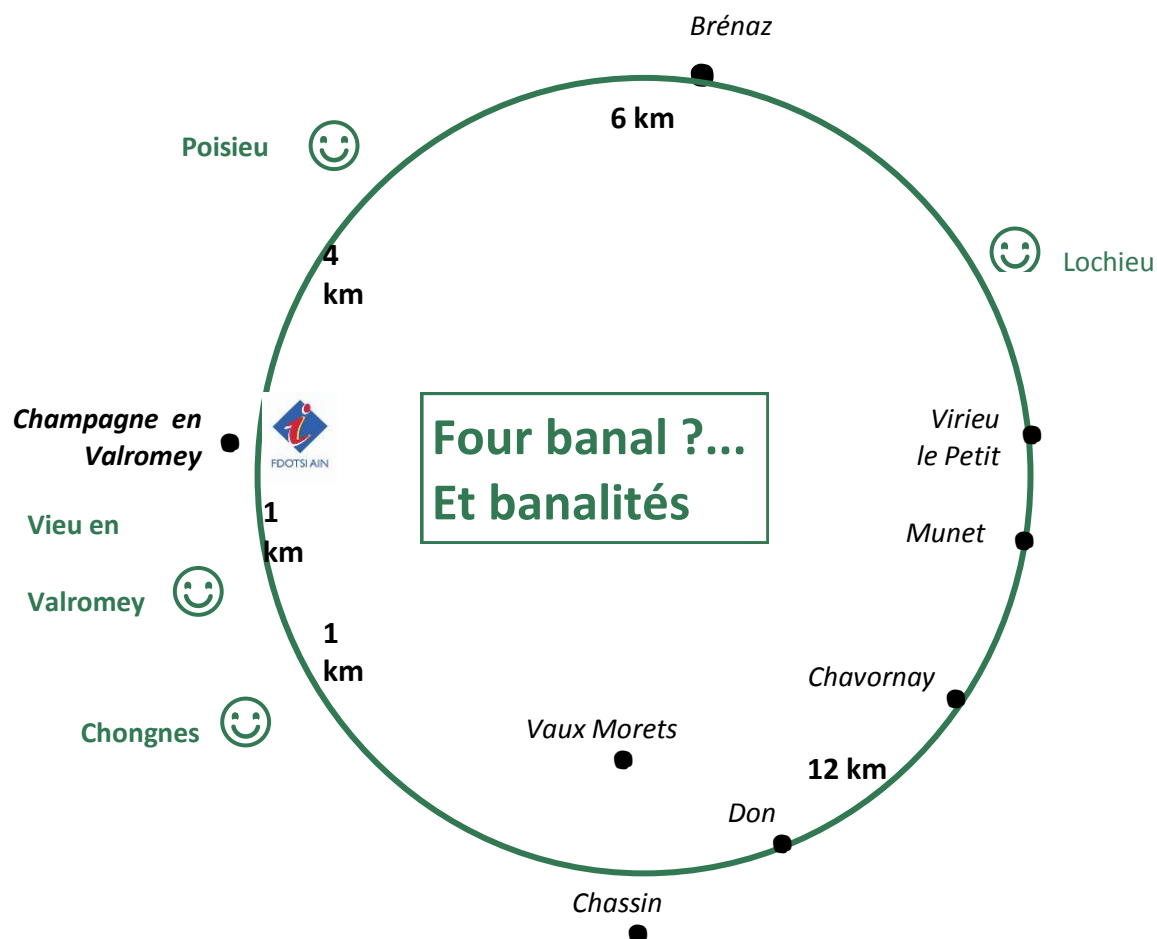 Brénaz
6 km
Poisieu
Lochieu
4
km
Champagne en
Valromey
FDOTSI AIN
Four banal ?...
Et banalités
Virieu
le Petit
Vieu en
1
km
Munet
Valromey
1
km
Chavornay
Chongnes
Vaux Morets
12 km
Don
Chassin